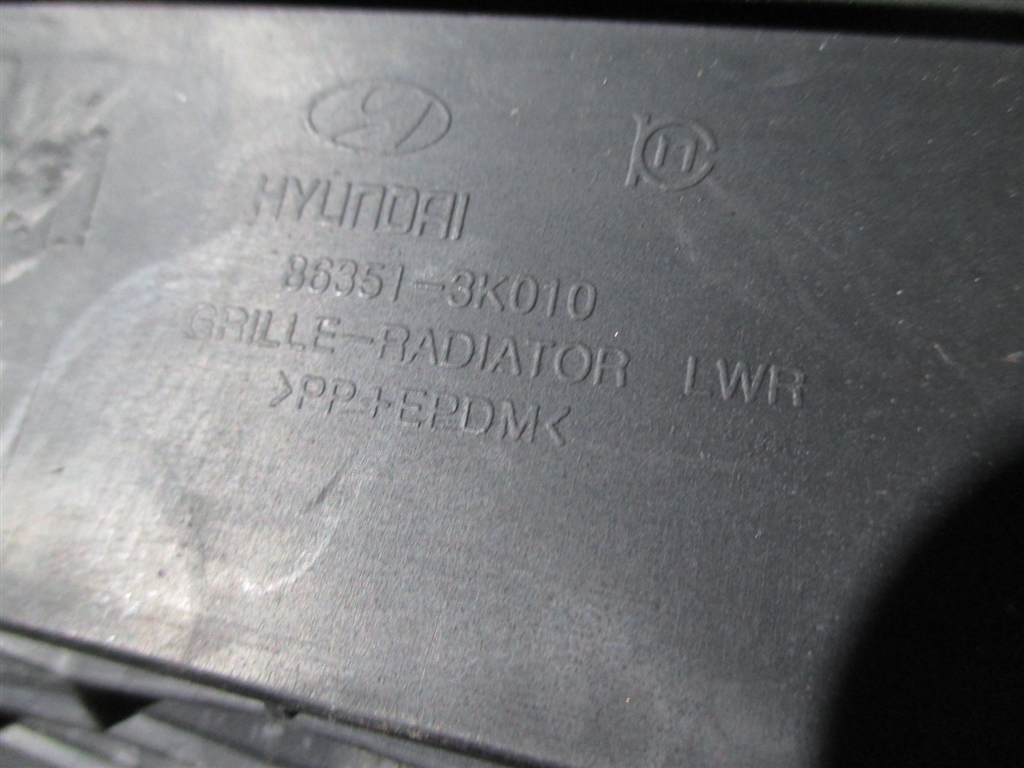 HYUNDAI
86351-3K010
GRILLE-RADIATOR LWR
>PP+EPDM<